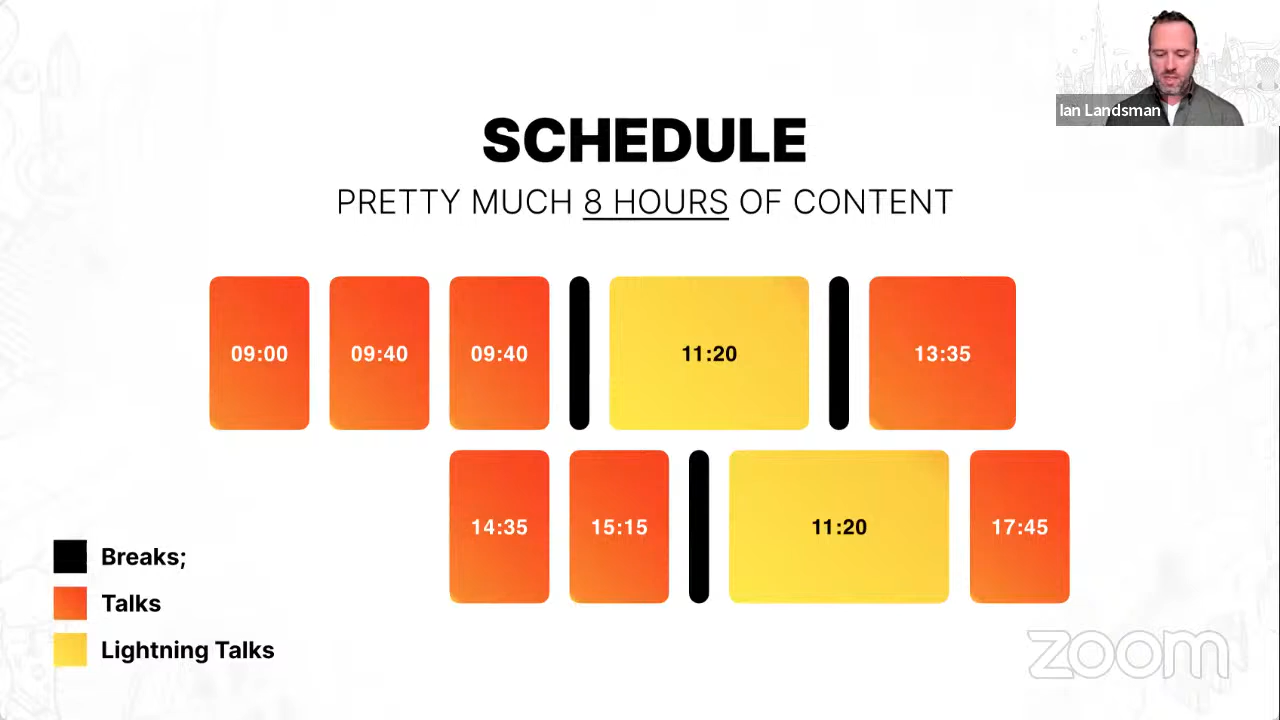 Ian Landsman
SCHEDULE
PRETTY MUCH 8 HOURS OF CONTENT
09:00
09:40
09:40
11:20
13:35
14:35
15:15
11:20
17:45
Breaks;
Talks
Lightning Talks
zoom